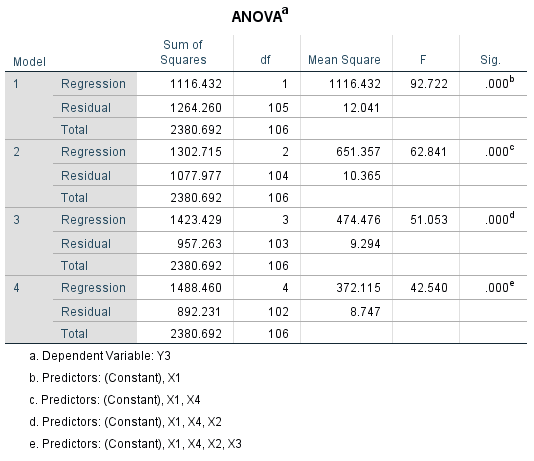 ANOVAa
Model Sum of Squares df Mean Square F Sig.
1 Regression 1116.432 1 1116.432 92.722 .000b
Residual 1264.260 105 12.041
Total 2380.692 106
2 Regression 1302.715 2 651.357 62.841 .000c
Residual 1077.977 104 10.365
Total 2380.692 106
3 Regression 1423.429 3 474.476 51.053 .000d
Residual 957.263 103 9.294
Total 2380.692 106
4 Regression 1488.460 4 372.115 42.540 .000e
Residual 892.231 102 8.747
Total 2380.692 106
a. Dependent Variable: Y3
b. Predictors: (Constant), X1
c. Predictors: (Constant), X1, X4
d. Predictors: (Constant), X1, X4, X2
e. Predictors: (Constant), X1, X4, X2, X3